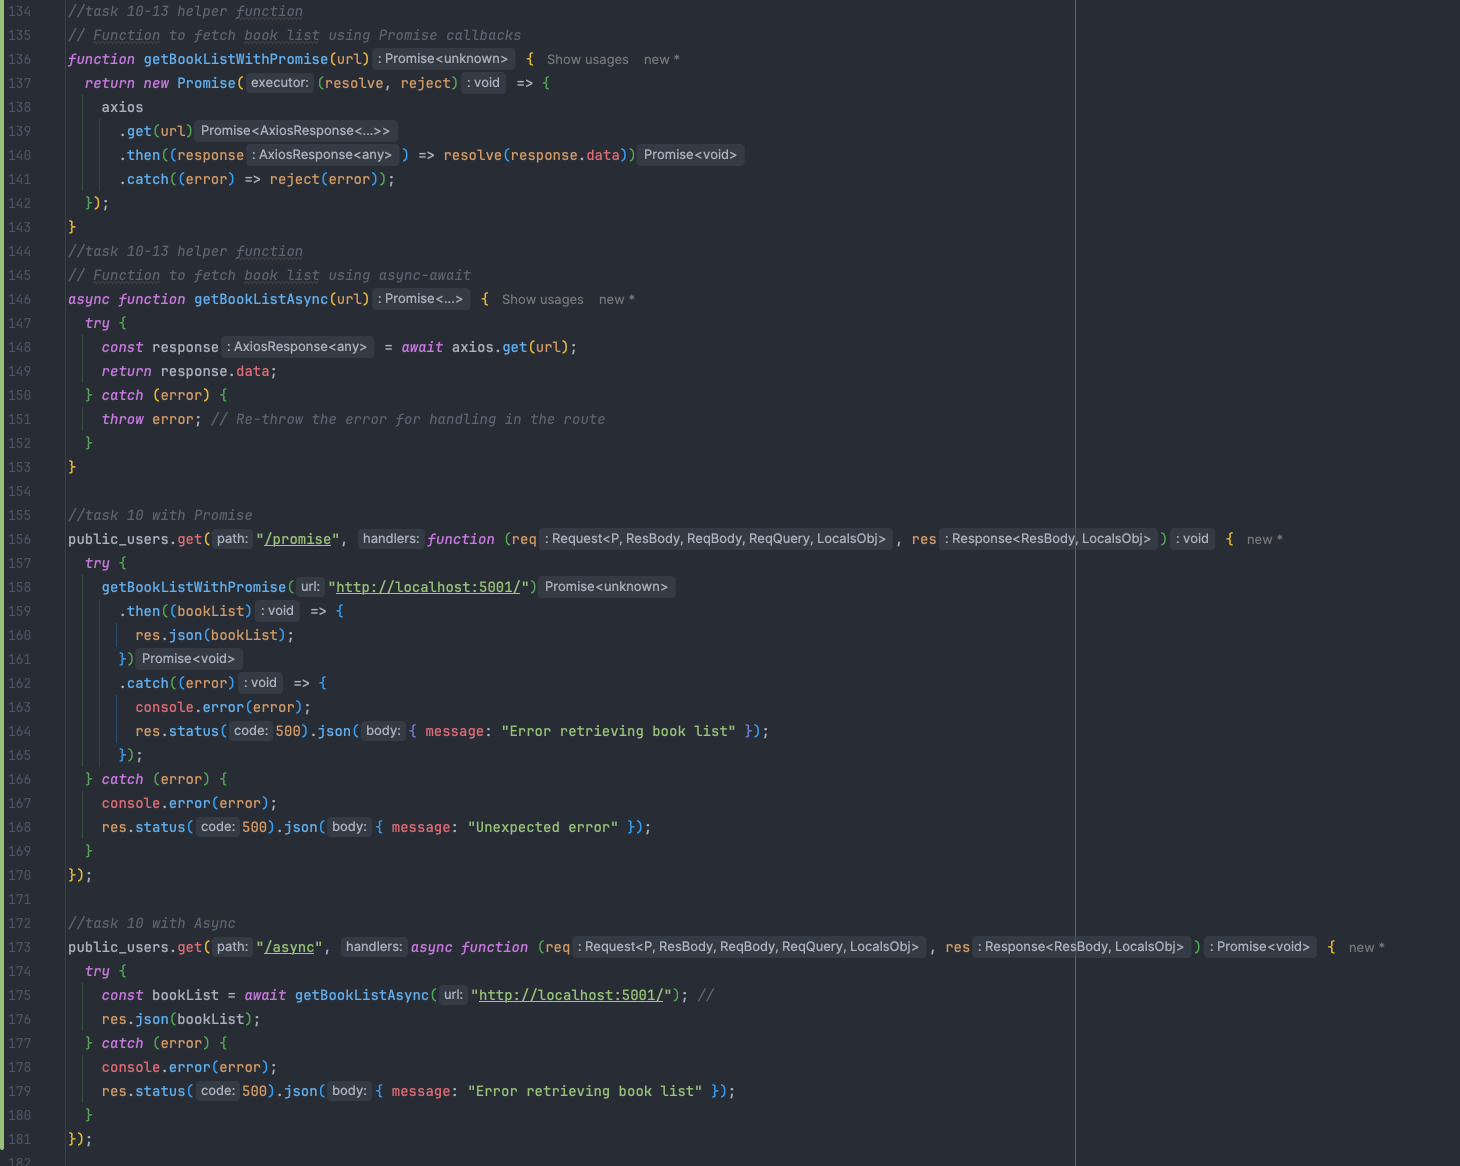 134 //task 10-13 helper function
135 // Function to fetch book list using Promise callbacks
136 function getBookListWithPromise(url) : Promise<unknown> { Show usages new *
137 return new Promise( executor: (resolve, reject) : void => {
138 axios
139 .get(url) Promise<AxiosResponse<...>>
140 .then((response : AxiosResponse<any> ) => resolve(response.data)) Promise<void>
141 .catch((error) => reject(error));
142 });
143 }
144 //task 10-13 helper function
145 // Function to fetch book list using async-await
146 async function getBookListAsync(url) : Promise<...> { Show usages new *
147 try {
148 const response : AxiosResponse<any> = await axios.get(url);
149 return response.data;
150 } catch (error) {
151 throw error; // Re-throw the error for handling in the route
152 }
153 }
154
155 //task 10 with Promise
156 public_users.get( path: "/promise", handlers: function (req : Request<P, ResBody, ReqBody, ReqQuery, LocalsObj> , res : Response<ResBody, LocalsObj> ) : void { new *
157 try {
158 getBookListWithPromise( url: "http://localhost:5001/") Promise<unknown>
159 .then((bookList) : void => {
160 res.json(bookList);
161 }) Promise<void>
162 .catch((error) : void => {
163 console.error(error);
164 res.status( code: 500).json( body: { message: "Error retrieving book list" });
165 });
166 } catch (error) {
167 console.error(error);
168 res.status( code: 500).json( body: { message: "Unexpected error" });
169 }
170 });
171
172 //task 10 with Async
173 public_users.get( path: "/async", handlers: async function (req : Request<P, ResBody, ReqBody, ReqQuery, LocalsObj> , res : Response<ResBody, LocalsObj> ) : Promise<void> { new *
174 try {
175 const bookList = await getBookListAsync( url: "http://localhost:5001/"); //
176 res.json(bookList);
177 } catch (error) {
178 console.error(error);
179 res.status( code: 500).json( body: { message: "Error retrieving book list" });
180 }
181 });
182